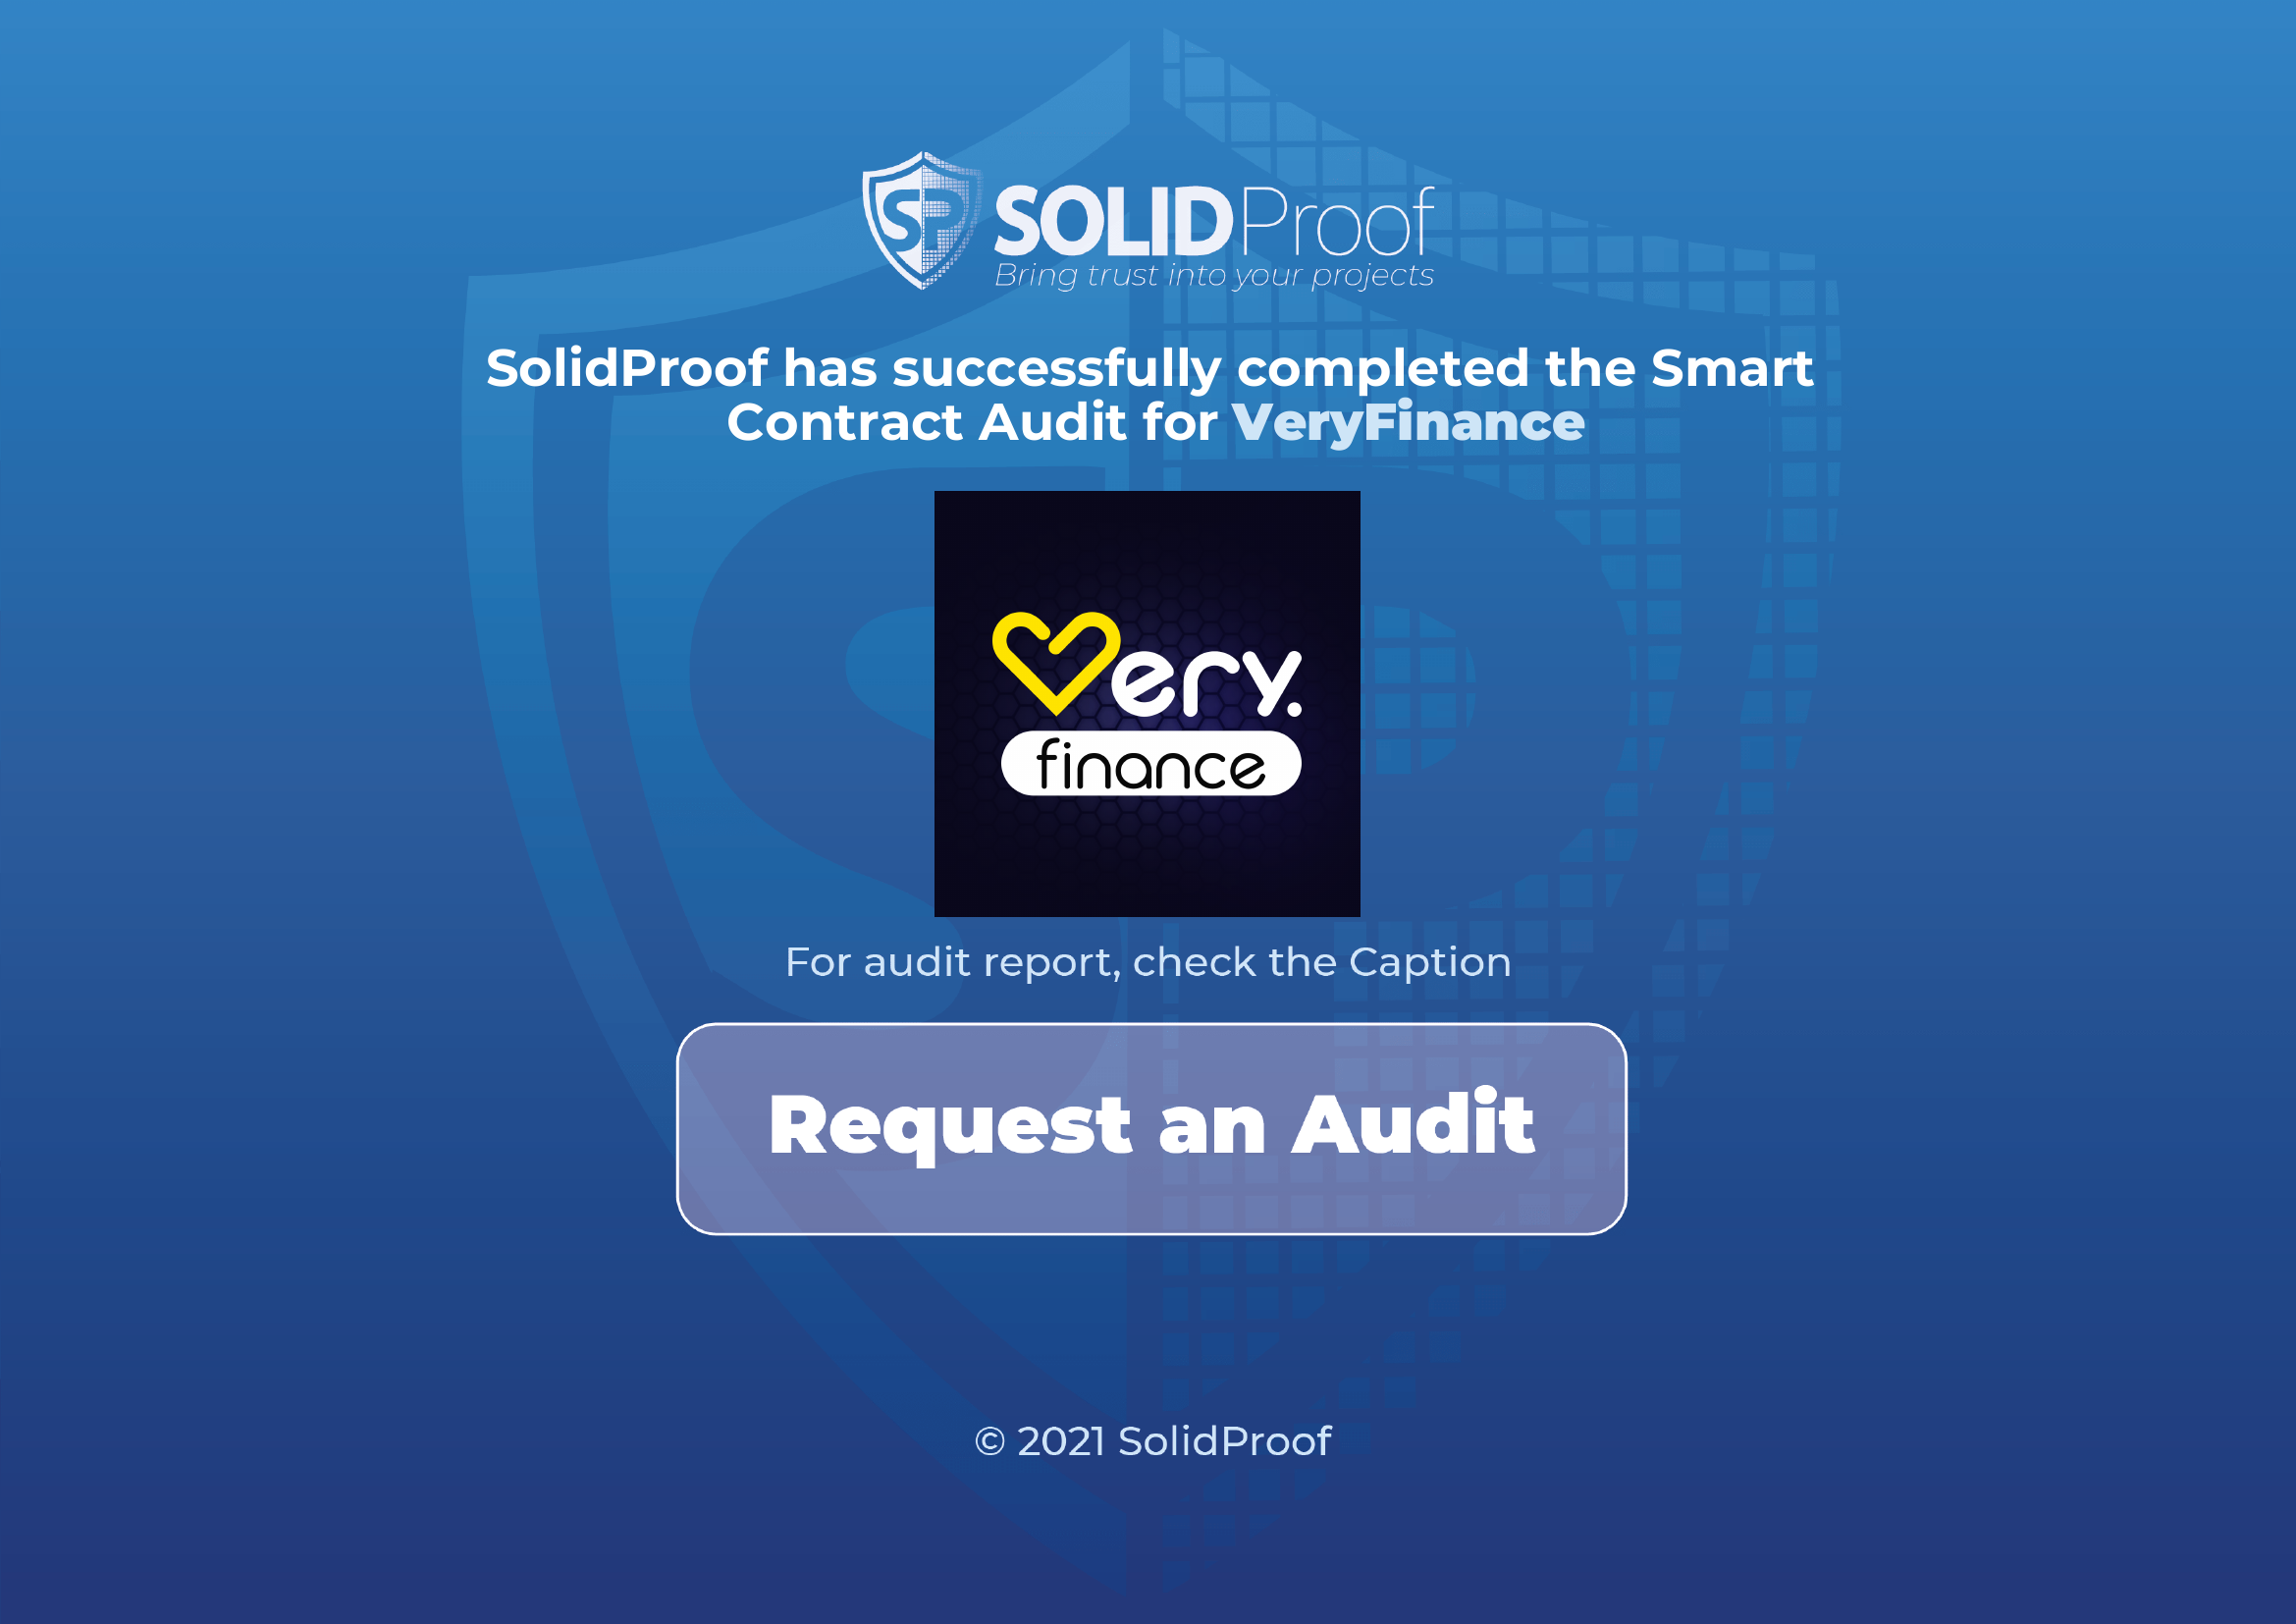 SP SOLIDProof
Bring trust into your projects
SolidProof has successfully completed the Smart
Contract Audit for VeryFinance
very.
finance
For audit report, check the Caption
Request an Audit
© 2021 SolidProof